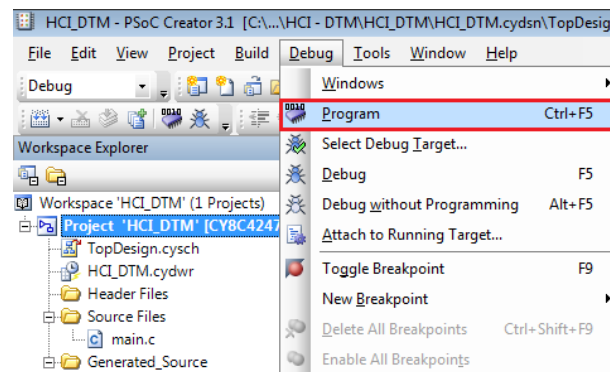 HCI_DTM - PSoC Creator 3.1 [C:\...\HCI - DTM\HCI_DTM\HCI_DTM.cydsn\TopDesig
File Edit View Project Build Debug Tools Window Help
Debug
Windows
Program Ctrl+F5
Workspace Explorer
Select Debug Target...
Debug F5
Workspace 'HCI_DTM' (1 Projects)
Debug without Programming Alt+F5
Project 'HCI_DTM' [CY8C4247
TopDesign.cysch
Attach to Running Target...
HCI_DTM.cydwr
Toggle Breakpoint F9
Header Files
New Breakpoint
Source Files
Delete All Breakpoints Ctrl+Shift+F9
main.c
Generated_Source
Enable All Breakpoints